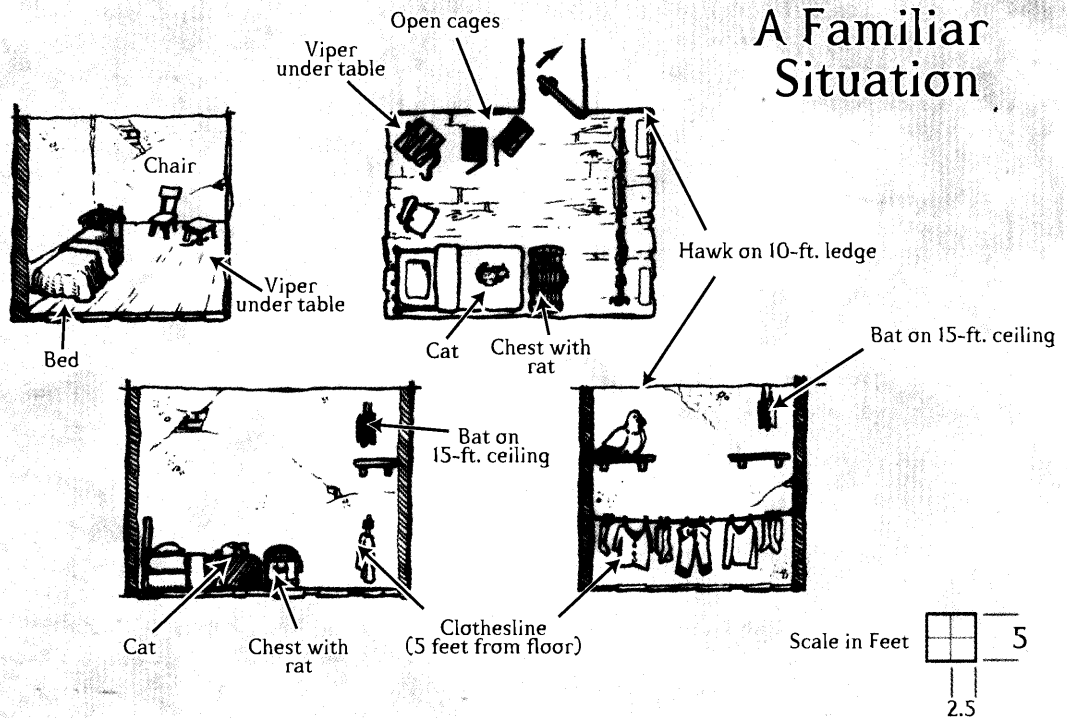 A Familiar
Situation
Open cages
Viper
under table
Chair
Viper
under table
Bed
Cat
Chest with
rat
Hawk on 10-ft. ledge
Bat on 15-ft. ceiling
Bat on
15-ft. ceiling
Cat
Chest with
rat
Clothesline
(5 feet from floor)
Scale in Feet
5
2.5